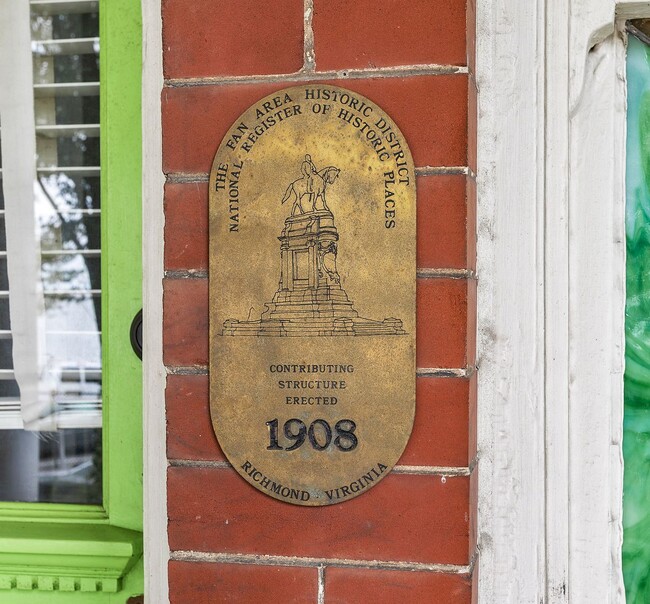 THE FAN AREA HISTORIC DISTRICT
NATIONAL REGISTER OF HISTORIC PLACES
CONTRIBUTING
STRUCTURE
ERECTED
1908
RICHMOND VIRGINIA